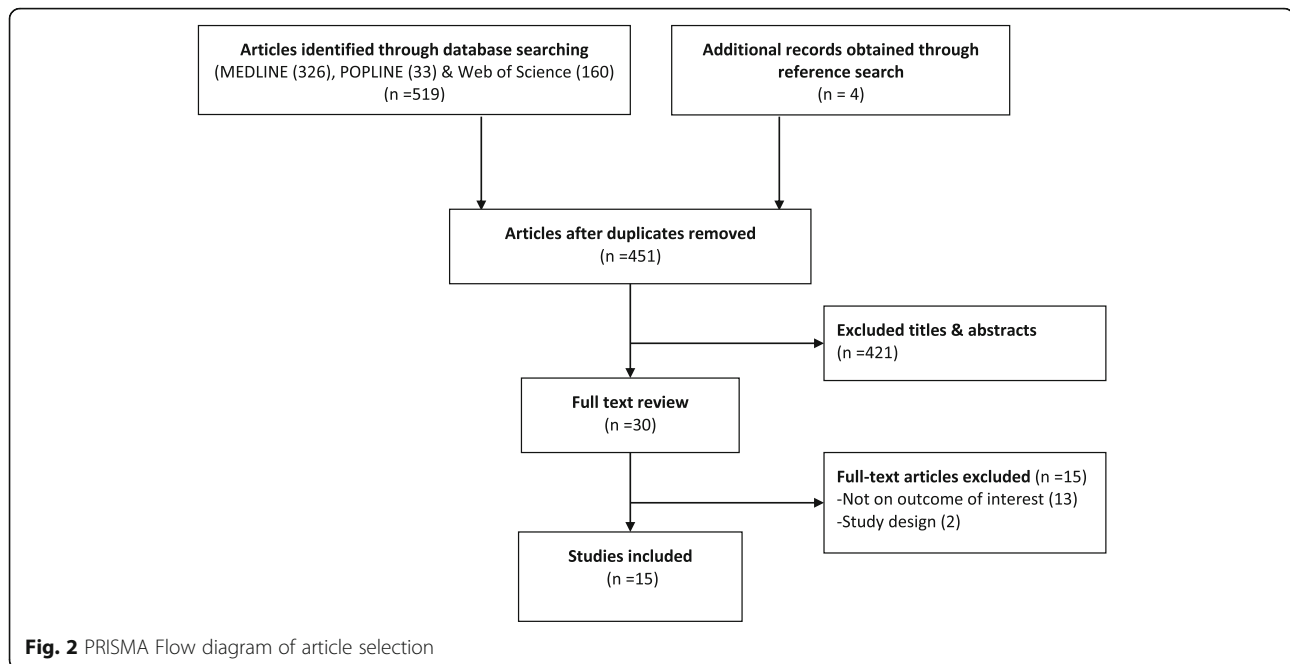 Articles identified through database searching
(MEDLINE (326), POPLINE (33) & Web of Science (160)
(n =519)
Additional records obtained through
reference search
(n = 4)
Articles after duplicates removed
(n =451)
Excluded titles & abstracts
(n =421)
Full text review
(n =30)
Full-text articles excluded (n =15)
-Not on outcome of interest (13)
-Study design (2)
Studies included
(n =15)
Fig. 2 PRISMA Flow diagram of article selection